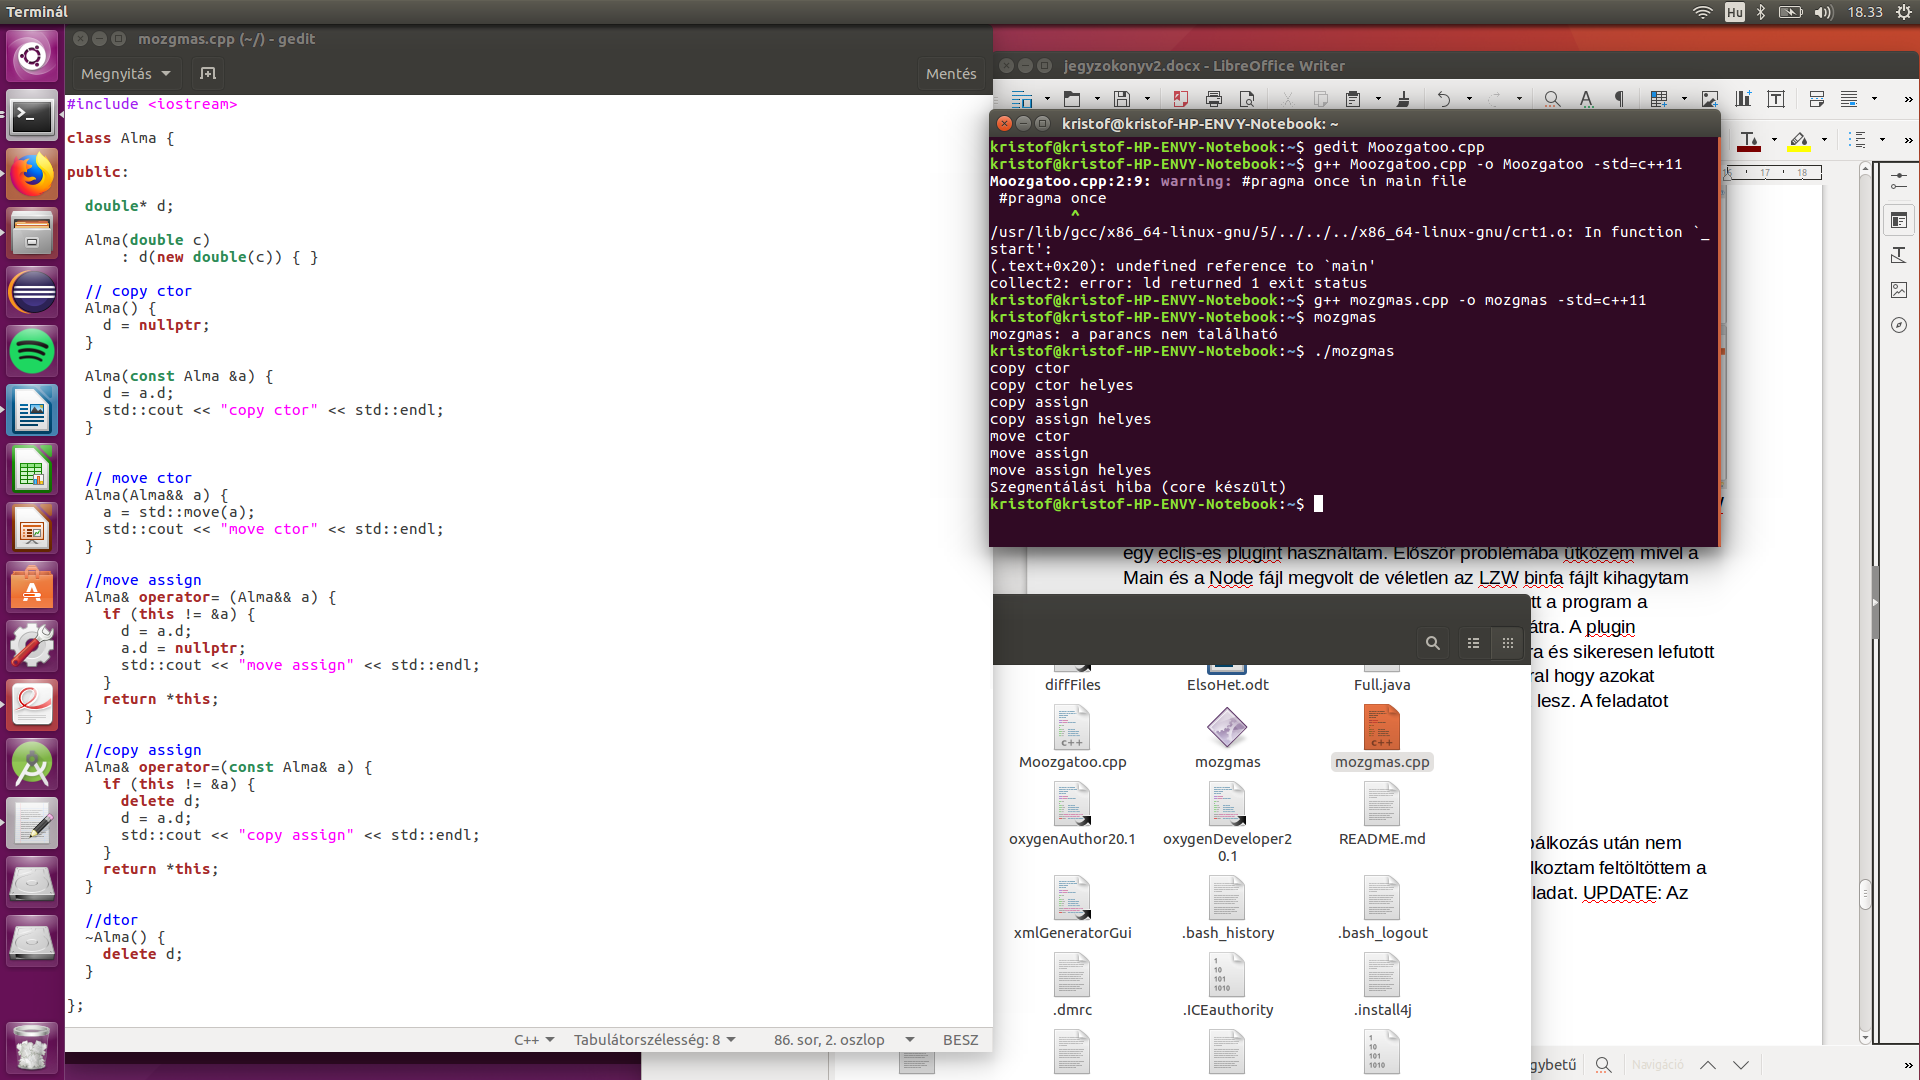 Terminál
Hu
18.33
mozgmas.cpp (~/) - gedit
Megnyitás
Mentés
#include <iostream>
class Alma {
public:
double* d;
Alma(double c)
: d(new double(c)) { }
// copy ctor
Alma() {
d = nullptr;
}
Alma(const Alma &a) {
d = a.d;
std::cout << "copy ctor" << std::endl;
}
// move ctor
Alma(Alma&& a) {
a = std::move(a);
std::cout << "move ctor" << std::endl;
}
//move assign
Alma& operator= (Alma&& a) {
if (this != &a) {
d = a.d;
a.d = nullptr;
std::cout << "move assign" << std::endl;
}
return *this;
}
//copy assign
Alma& operator=(const Alma& a) {
if (this != &a) {
delete d;
d = a.d;
std::cout << "copy assign" << std::endl;
}
return *this;
}
//dtor
~Alma() {
delete d;
}
};
C++
Tabulátorszélesség: 8
86. sor, 2. oszlop
BESZ
jegyzokonyv2.docx - LibreOffice Writer
kristof@kristof-HP-ENVY-Notebook: ~
kristof@kristof-HP-ENVY-Notebook:~$ gedit Moozgatoo.cpp
kristof@kristof-HP-ENVY-Notebook:~$ g++ Moozgatoo.cpp -o Moozgatoo -std=c++11
Moozgatoo.cpp:2:9: warning: #pragma once in main file
#pragma once
^
/usr/lib/gcc/x86_64-linux-gnu/5/../../../x86_64-linux-gnu/crt1.o: In function `_
start':
(.text+0x20): undefined reference to `main'
collect2: error: ld returned 1 exit status
kristof@kristof-HP-ENVY-Notebook:~$ g++ mozgmas.cpp -o mozgmas -std=c++11
kristof@kristof-HP-ENVY-Notebook:~$ mozgmas
mozgmas: a parancs nem található
kristof@kristof-HP-ENVY-Notebook:~$ ./mozgmas
copy ctor
copy ctor helyes
copy assign
copy assign helyes
move ctor
move assign
move assign helyes
Szegmentálási hiba (core készült)
kristof@kristof-HP-ENVY-Notebook:~$
17 18
egy eclis-es plugint használtam. Először problémába ütközem mivel a
Main és a Node fájl megvolt de véletlen az LZW binfa fájlt kihagytam
tt a program a
átra. A plugin
ra és sikeresen lefutott
ral hogy azokat
lesz. A feladatot
diffFiles
ElsoHet.odt
Full.java
Moozgatoo.cpp
mozgmas
mozgmas.cpp
oxygenAuthor20.1
oxygenDeveloper2
0.1
README.md
xmlGeneratorGui
.bash_history
.bash_logout
.dmrc
.ICEauthority
.install4j
bálkozás után nem
lkoztam feltöltöttem a
ladat. UPDATE: Az
gybetű
Navigáció